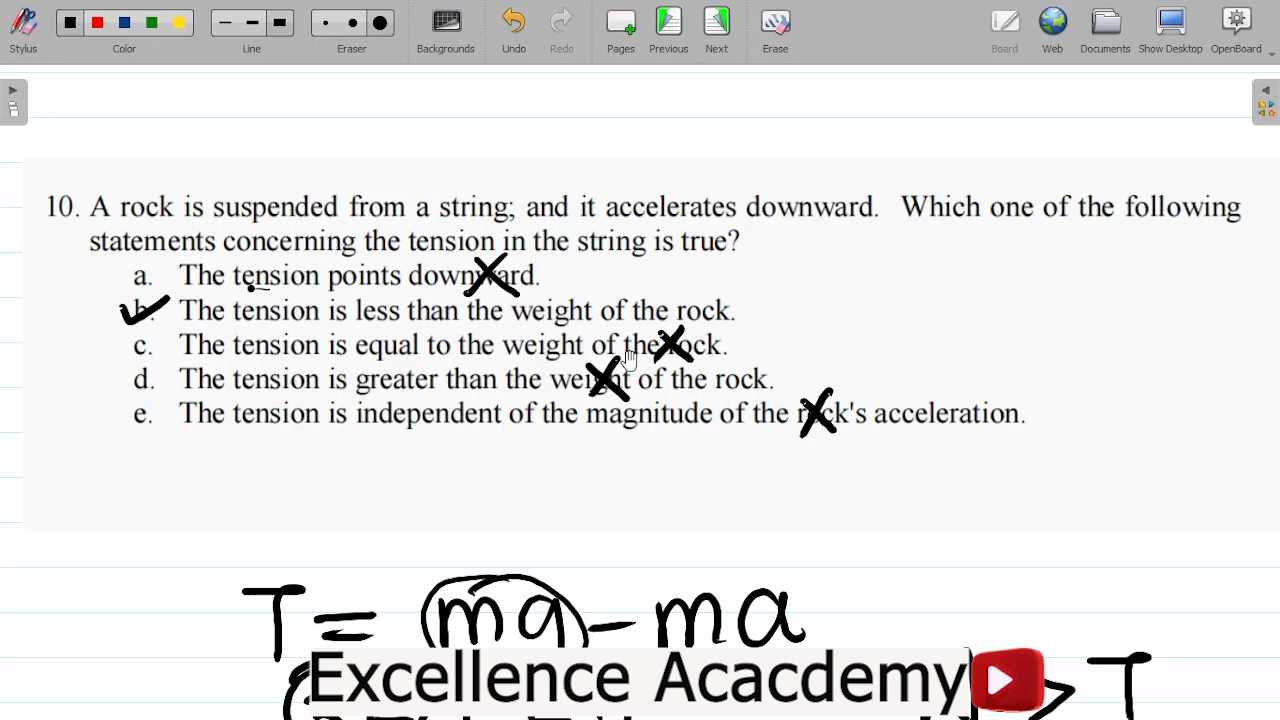 Stylus Color Line Eraser Backgrounds Undo Redo Pages Previous Next Erase Board Web Documents Show Desktop OpenBoard
10. A rock is suspended from a string; and it accelerates downward. Which one of the following
statements concerning the tension in the string is true?
a. The tension points downward.
b. The tension is less than the weight of the rock.
c. The tension is equal to the weight of the rock.
d. The tension is greater than the weight of the rock.
e. The tension is independent of the magnitude of the rock's acceleration.
T = ma - ma
Excellence Acacdemy
> T